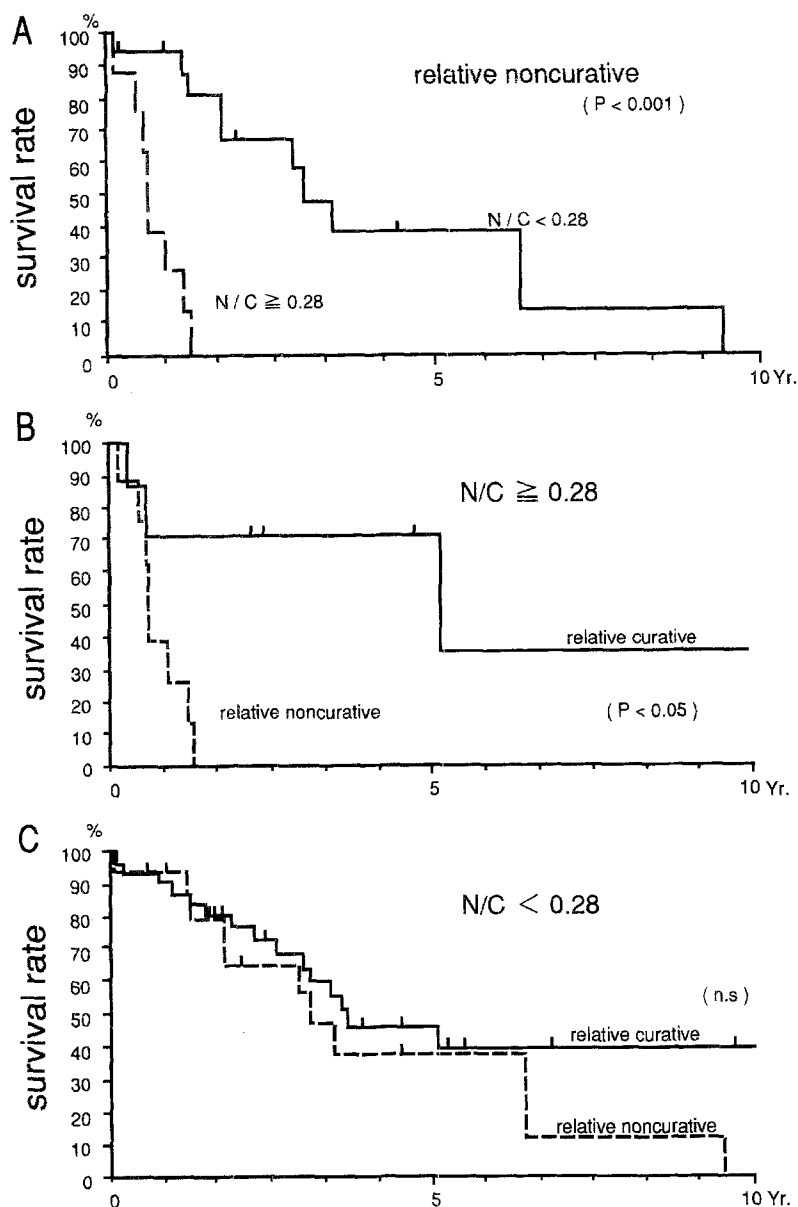 A
%
100
90
80
70
60
50
40
30
20
10
0
survival rate
relative noncurative
( P < 0.001 )
N / C < 0.28
N / C ≧ 0.28
0 5 10 Yr.
B
%
100
90
80
70
60
50
40
30
20
10
0
survival rate
N/C ≧ 0.28
relative curative
relative noncurative
( P < 0.05 )
0 5 10 Yr.
C
%
100
90
80
70
60
50
40
30
20
10
0
survival rate
N/C < 0.28
( n.s )
relative curative
relative noncurative
0 5 10 Yr.